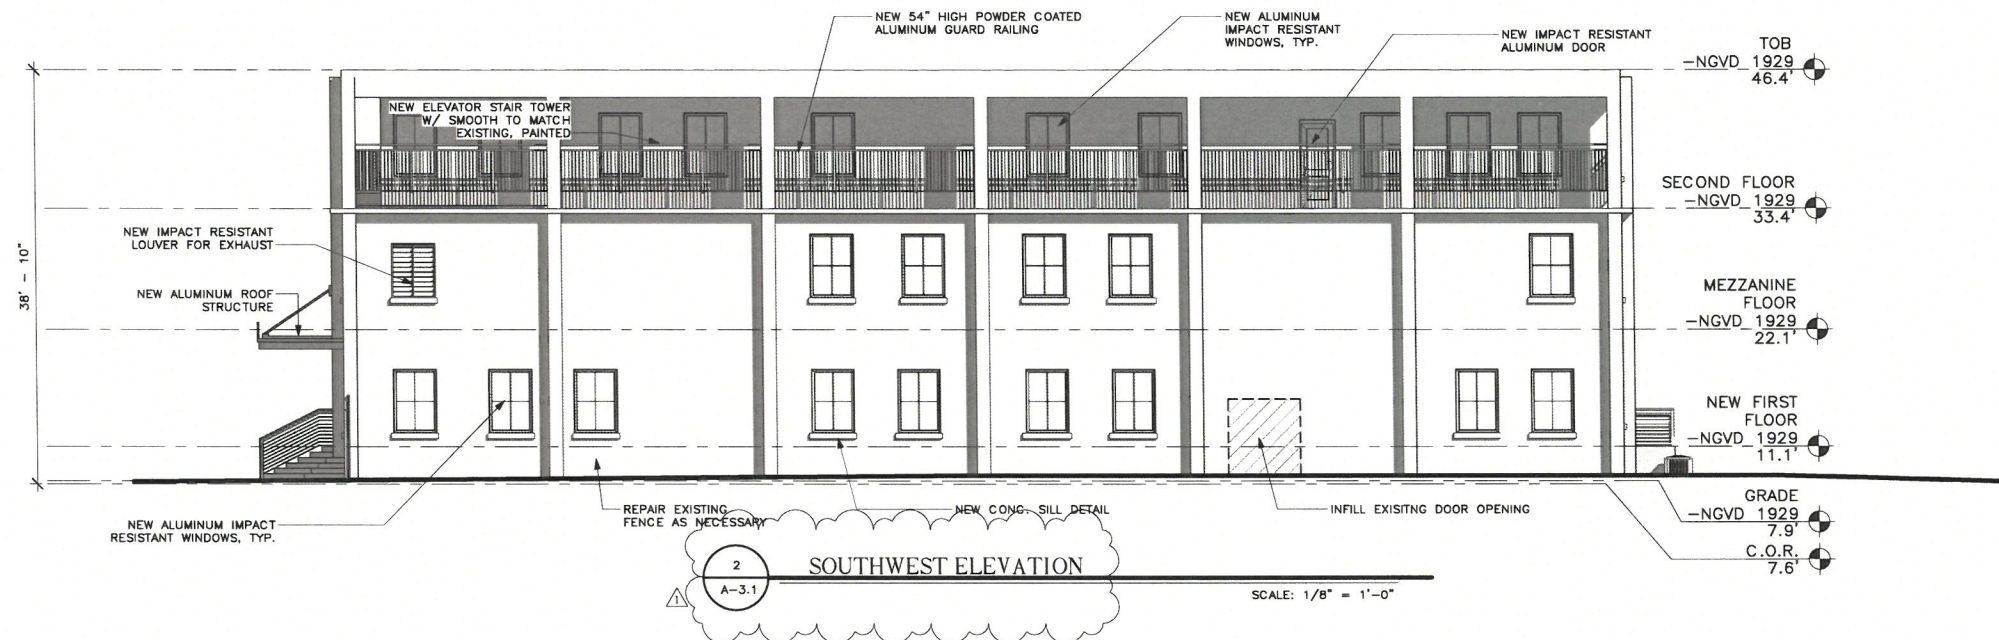 NEW 54" HIGH POWDER COATED
ALUMINUM GUARD RAILING
NEW ALUMINUM
IMPACT RESISTANT
WINDOWS, TYP.
NEW IMPACT RESISTANT
ALUMINUM DOOR
TOB
-NGVD 1929
46.4'
NEW ELEVATOR STAIR TOWER
W/ SMOOTH TO MATCH
EXISTING, PAINTED
SECOND FLOOR
-NGVD 1929
33.4'
NEW IMPACT RESISTANT
LOUVER FOR EXHAUST
38' - 10"
NEW ALUMINUM ROOF
STRUCTURE
MEZZANINE
FLOOR
-NGVD 1929
22.1'
NEW FIRST
FLOOR
-NGVD 1929
11.1'
GRADE
-NGVD 1929
7.9'
C.O.R.
7.6'
NEW ALUMINUM IMPACT
RESISTANT WINDOWS, TYP.
REPAIR EXISTING
FENCE AS NECESSARY
NEW CONC. SILL DETAIL
INFILL EXISITNG DOOR OPENING
2
A-3.1
SOUTHWEST ELEVATION
SCALE: 1/8" = 1'-0"
1